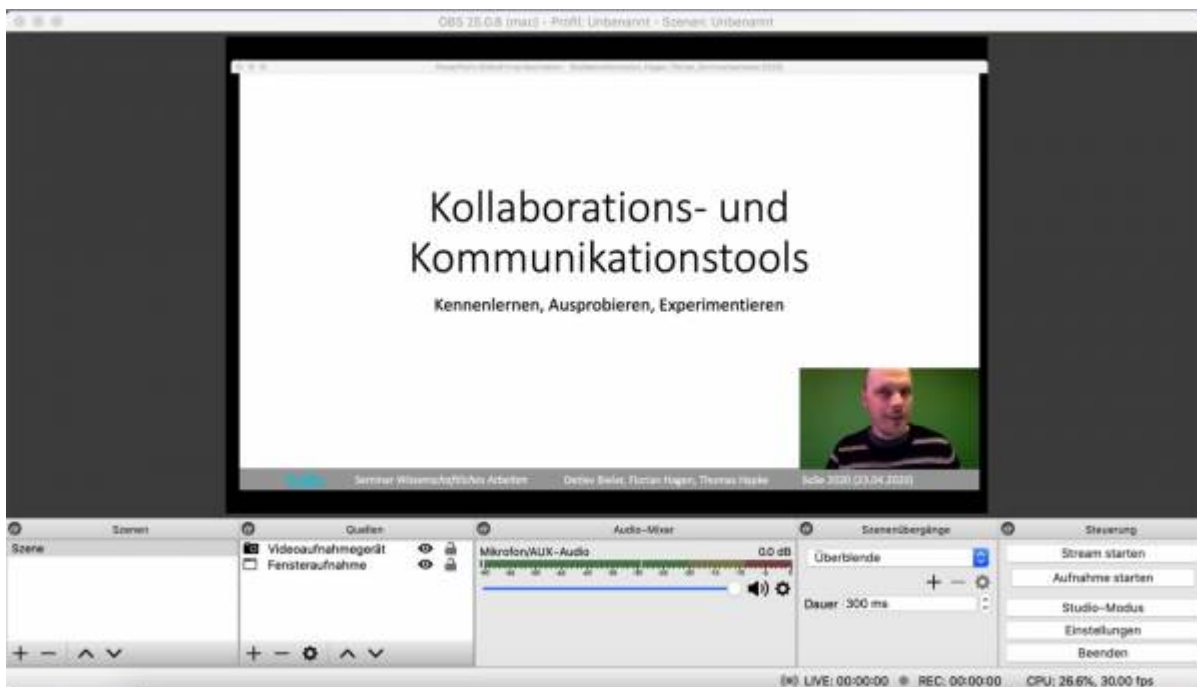 OBS 25.0.8 (mac) - Profil: Unbenannt - Szenen: Unbenannt
Kollaborations- und
Kommunikationstools
Kennenlernen, Ausprobieren, Experimentieren
Seminar Wissenschaftliches Arbeiten Detlev Bieler, Florian Hagen, Thomas Hapke SoSe 2020 (23.04.2020)
Szenen
Szene
Quellen
Videoaufnahmegerät
Fensteraufnahme
Audio-Mixer
Mikrofon/AUX-Audio 0.0 dB
Szenenübergänge
Überblende
Dauer 300 ms
Steuerung
Stream starten
Aufnahme starten
Studio-Modus
Einstellungen
Beenden
LIVE: 00:00:00 REC: 00:00:00 CPU: 26.6%, 30.00 fps